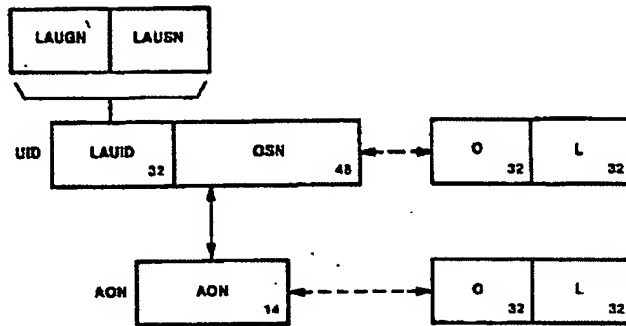 LAUGN LAUSN
UID LAUID 32 OSN 48 O 32 L 32
AON AON 14 O 32 L 32